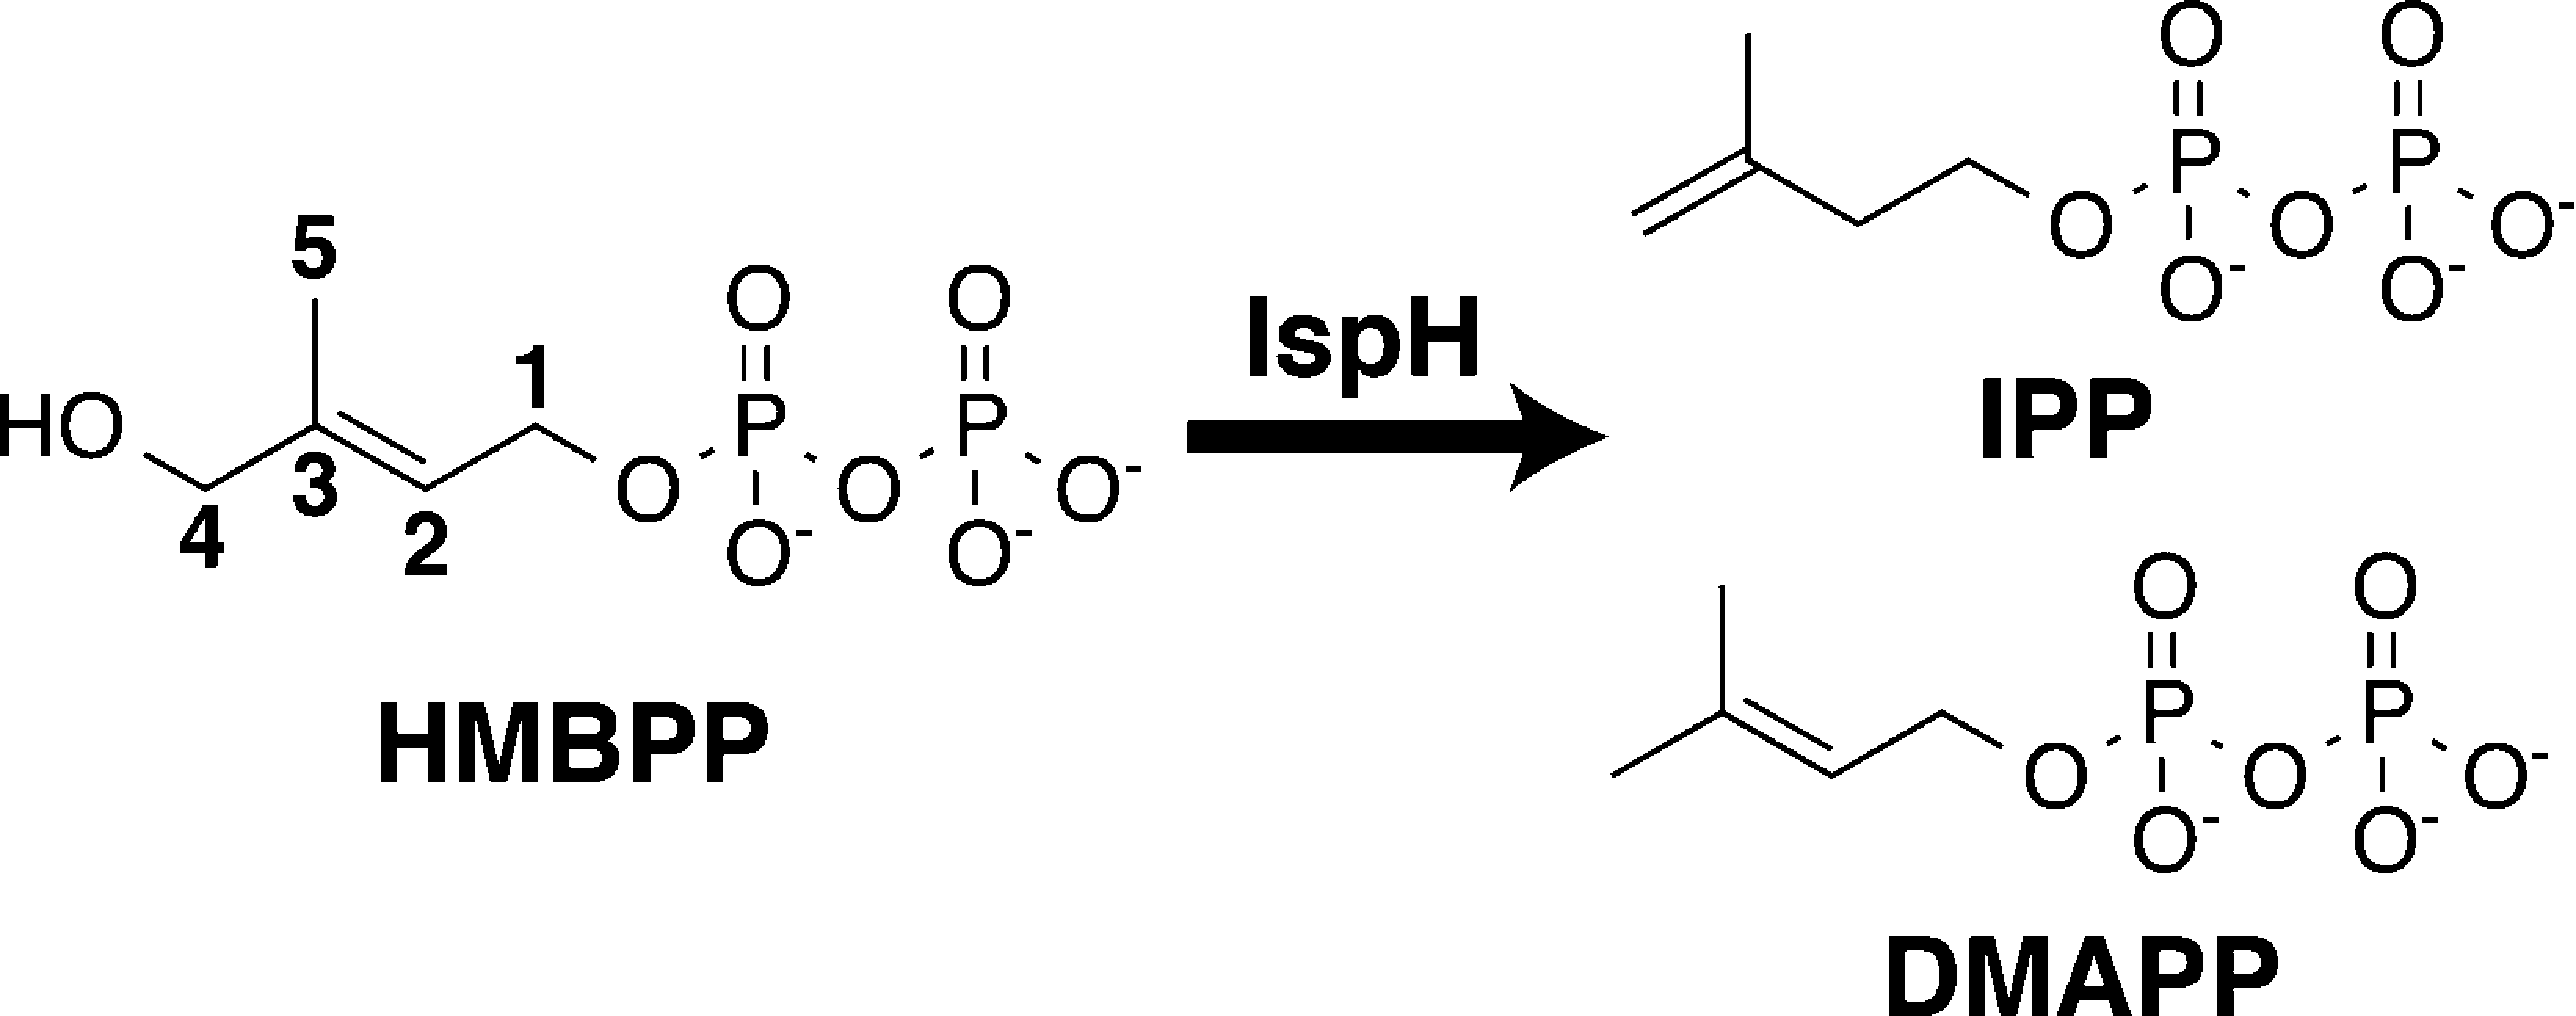 O O
P P
O O O⁻
O⁻ O⁻
IPP
5
1
O O
HO
P P
3
O O O⁻
4
2
O⁻ O⁻
HMBPP
IspH
O O
P P
O O O⁻
O⁻ O⁻
DMAPP